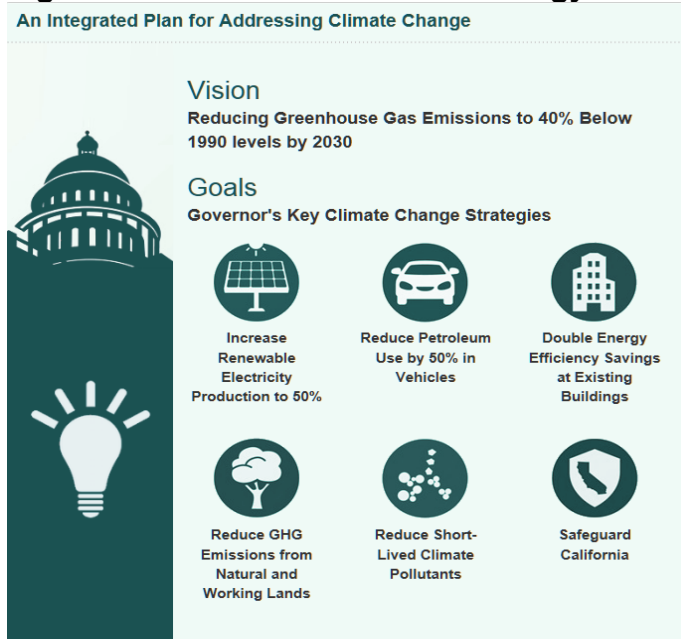 An Integrated Plan for Addressing Climate Change
Vision
Reducing Greenhouse Gas Emissions to 40% Below
1990 levels by 2030
Goals
Governor's Key Climate Change Strategies
Increase
Renewable
Electricity
Production to 50%
Reduce Petroleum
Use by 50% in
Vehicles
Double Energy
Efficiency Savings
at Existing
Buildings
Reduce GHG
Emissions from
Natural and
Working Lands
Reduce Short-
Lived Climate
Pollutants
Safeguard
California